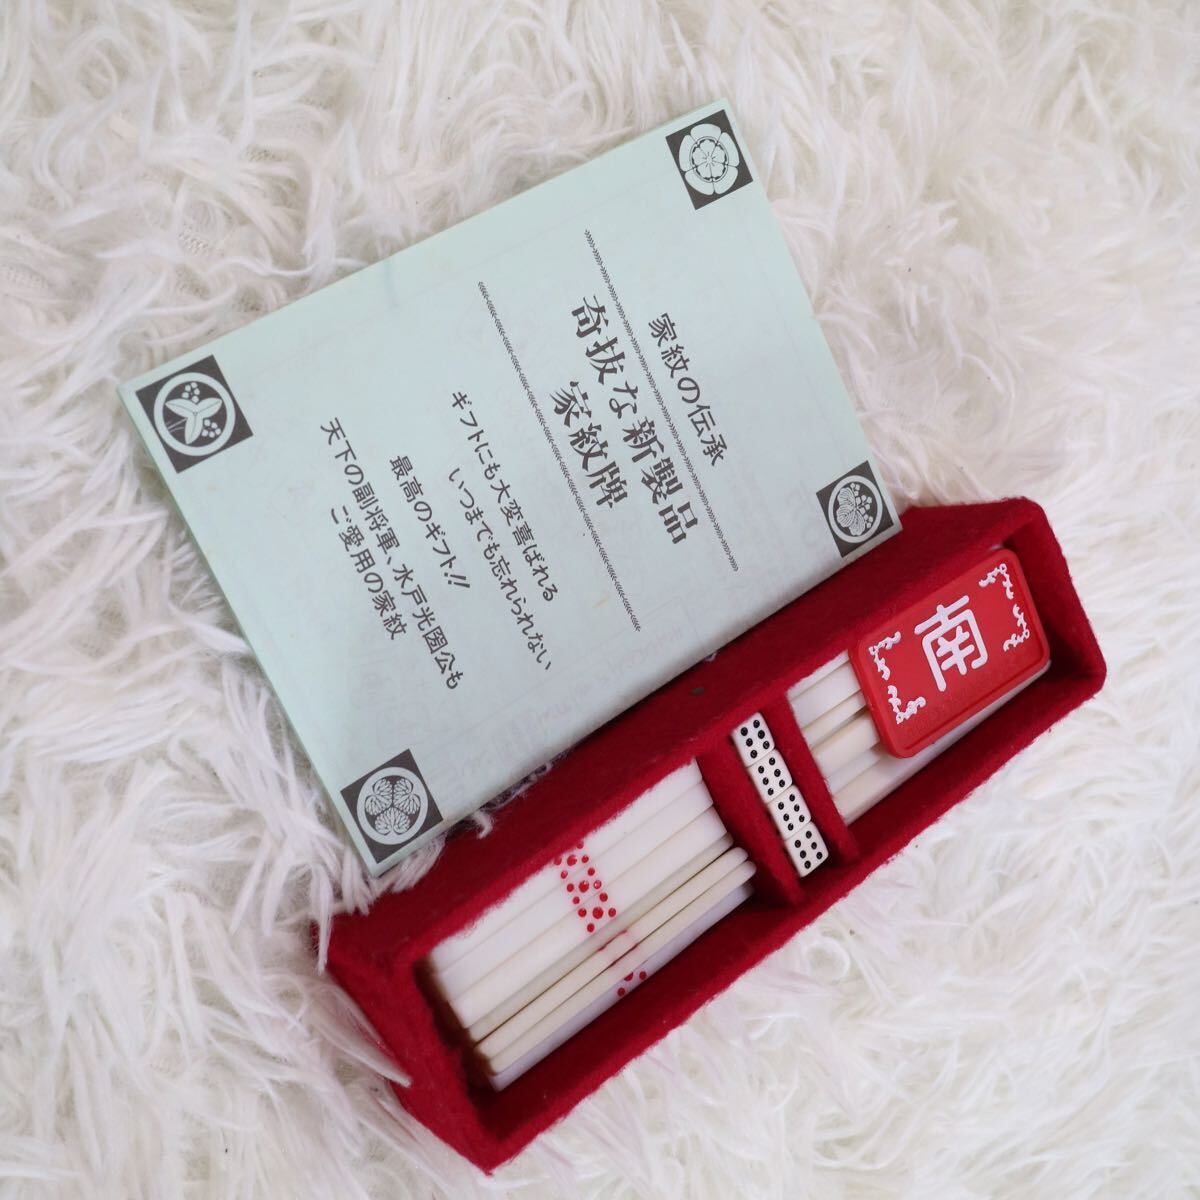 家紋の伝承
奇抜な新製品
家紋牌
ギフトにも大変喜ばれる
いつまでも忘れられない
最高のギフト!!
天下の副将軍、水戸光圀公も
ご愛用の家紋
南